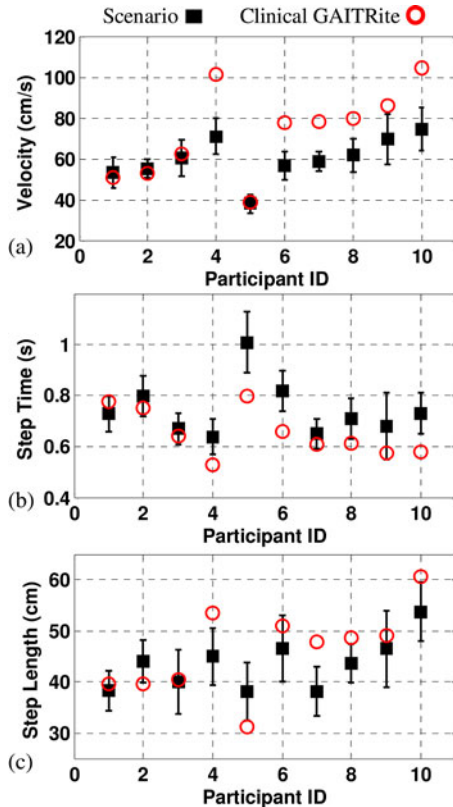 Scenario Clinical GAITRite
120
100
80
60
40
20
Velocity (cm/s)
0 2 4 6 8 10
(a) Participant ID
1
0.8
0.6
0.4
Step Time (s)
0 2 4 6 8 10
(b) Participant ID
60
50
40
30
Step Length (cm)
0 2 4 6 8 10
(c) Participant ID